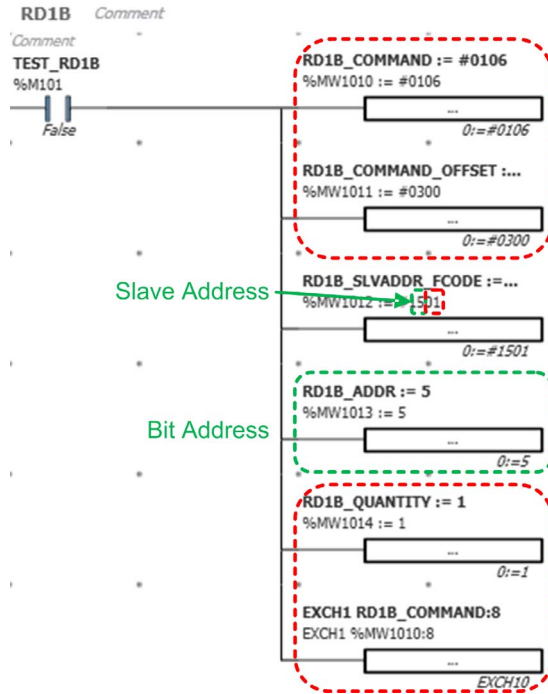 RD1B Comment
Comment
TEST_RD1B
%M101
False
RD1B_COMMAND := #0106
%MW1010 := #0106
...
0:=#0106
RD1B_COMMAND_OFFSET :...
%MW1011 := #0300
...
0:=#0300
RD1B_SLVADDR_FCODE :=...
Slave Address
%MW1012 := #1501
...
0:=#1501
RD1B_ADDR := 5
%MW1013 := 5
Bit Address
...
0:=5
RD1B_QUANTITY := 1
%MW1014 := 1
...
0:=1
EXCH1 RD1B_COMMAND:8
EXCH1 %MW1010:8
...
EXCH10